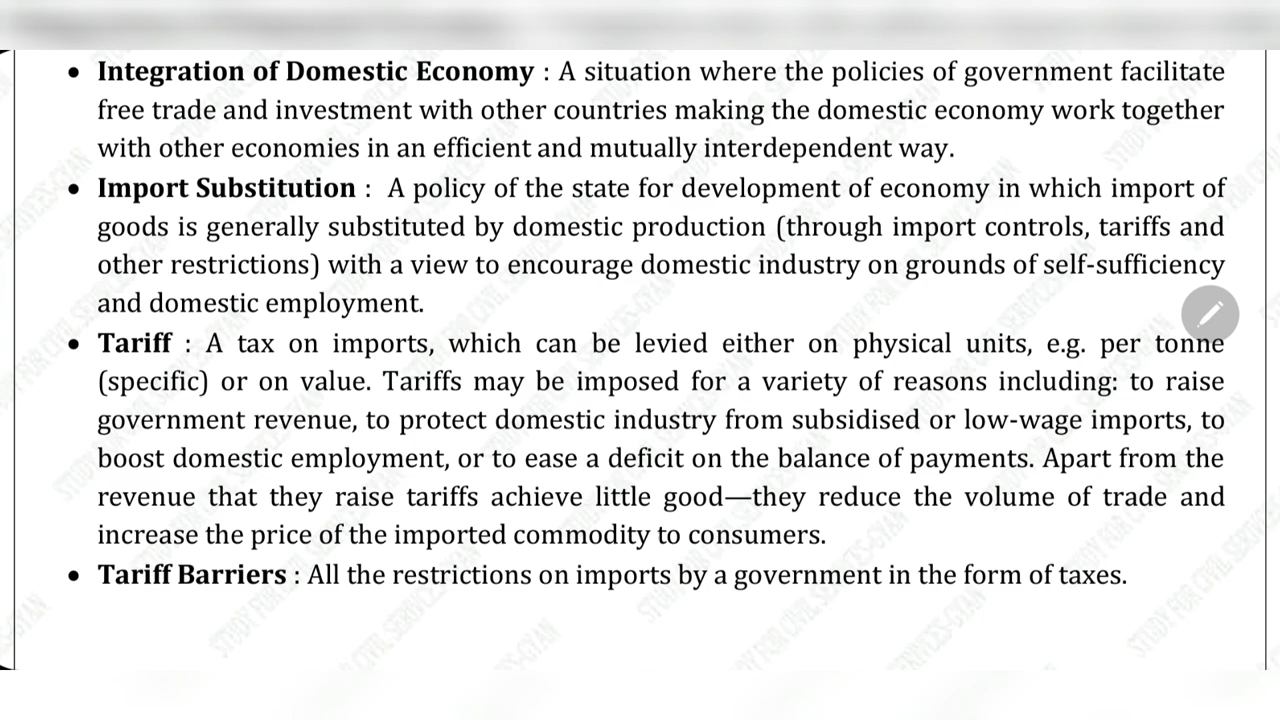 • Integration of Domestic Economy : A situation where the policies of government facilitate
free trade and investment with other countries making the domestic economy work together
with other economies in an efficient and mutually interdependent way.
• Import Substitution : A policy of the state for development of economy in which import of
goods is generally substituted by domestic production (through import controls, tariffs and
other restrictions) with a view to encourage domestic industry on grounds of self-sufficiency
and domestic employment.
• Tariff : A tax on imports, which can be levied either on physical units, e.g. per tonne
(specific) or on value. Tariffs may be imposed for a variety of reasons including: to raise
government revenue, to protect domestic industry from subsidised or low-wage imports, to
boost domestic employment, or to ease a deficit on the balance of payments. Apart from the
revenue that they raise tariffs achieve little good—they reduce the volume of trade and
increase the price of the imported commodity to consumers.
• Tariff Barriers : All the restrictions on imports by a government in the form of taxes.